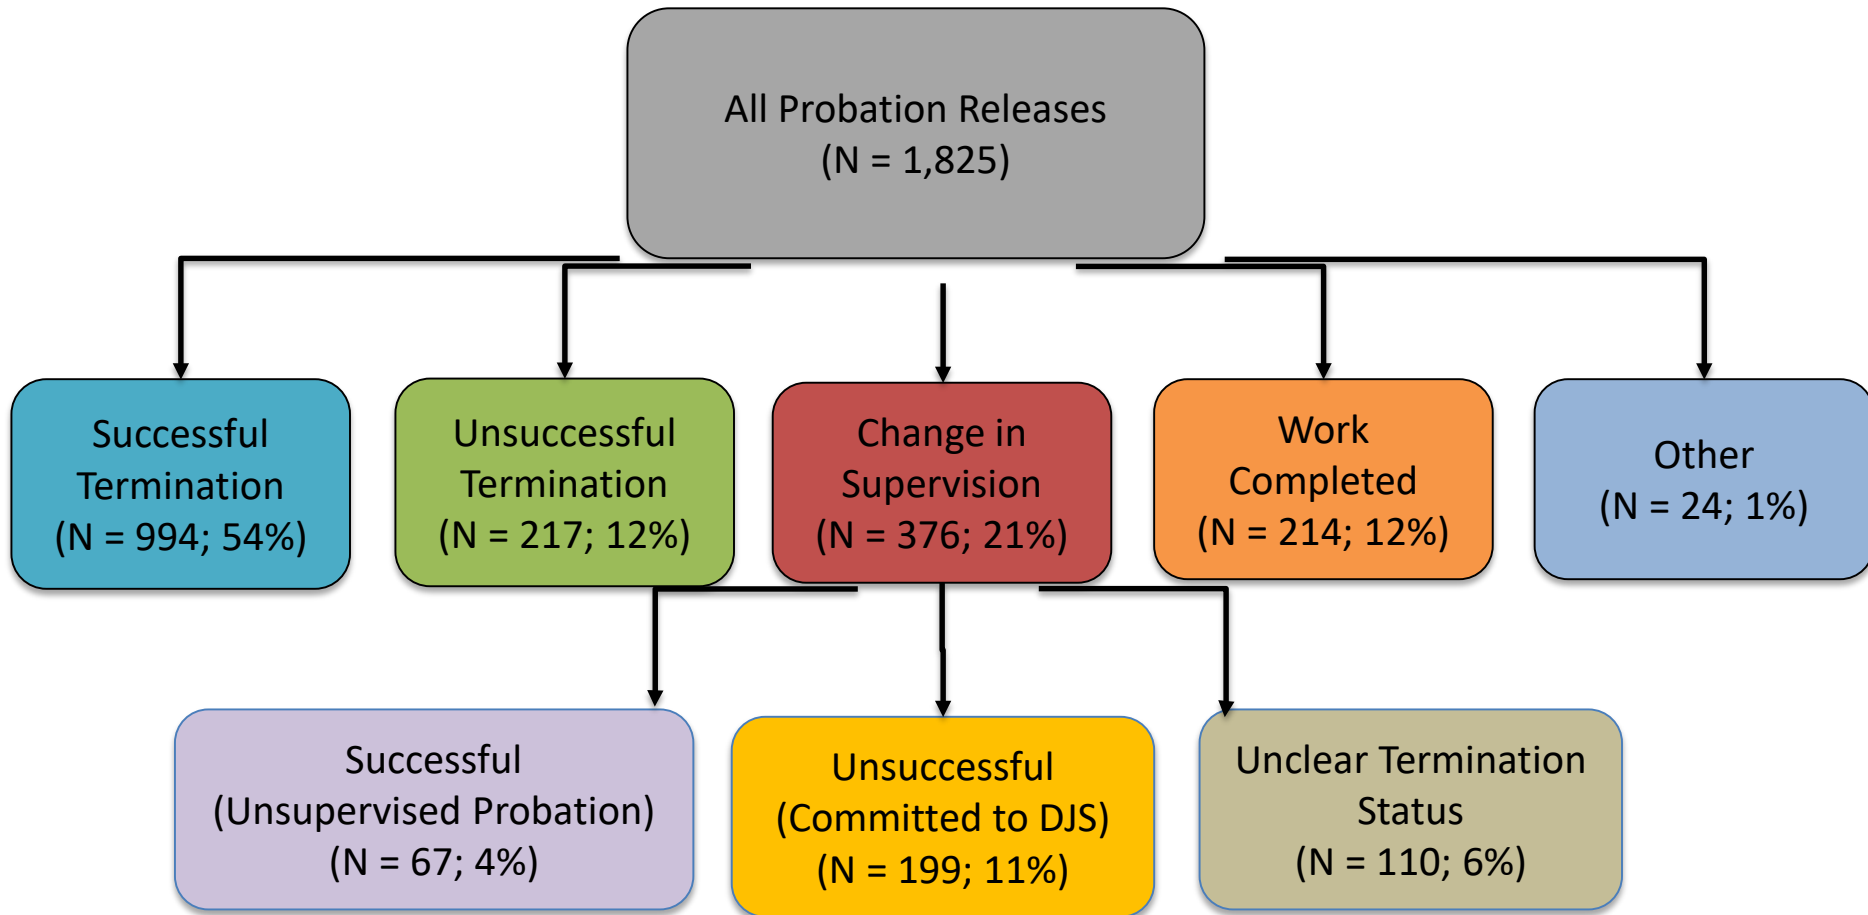 All Probation Releases
(N = 1,825)
Successful
Termination
(N = 994; 54%)
Unsuccessful
Termination
(N = 217; 12%)
Change in
Supervision
(N = 376; 21%)
Work
Completed
(N = 214; 12%)
Other
(N = 24; 1%)
Successful
(Unsupervised Probation)
(N = 67; 4%)
Unsuccessful
(Committed to DJS)
(N = 199; 11%)
Unclear Termination
Status
(N = 110; 6%)